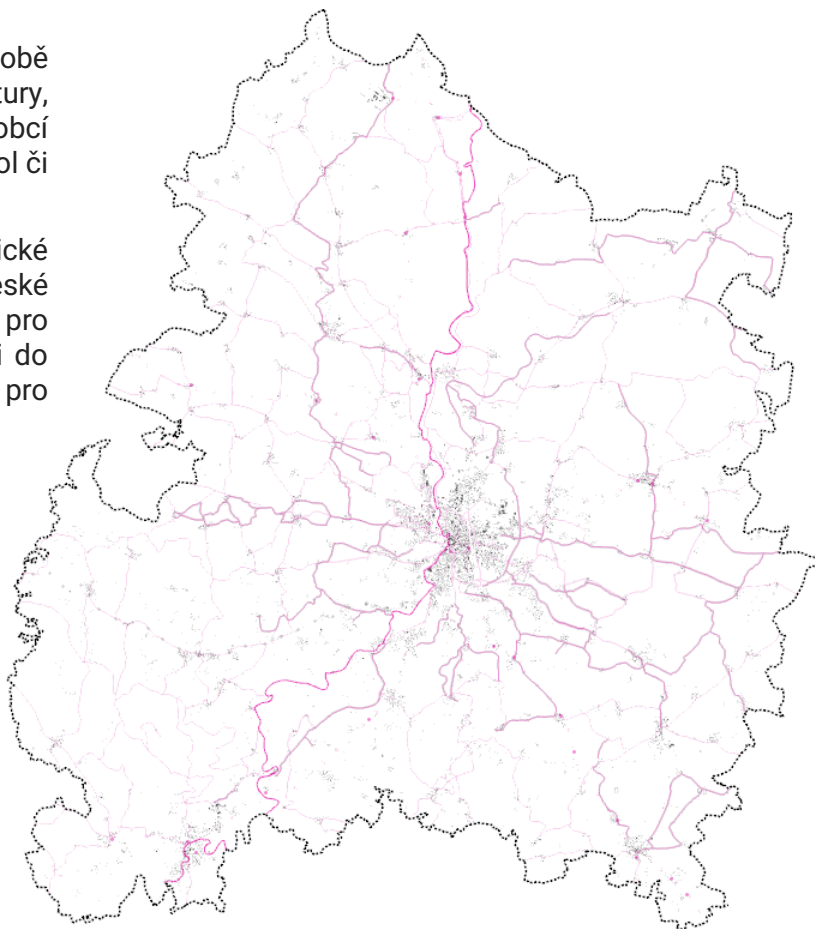 obě
tury,
obcí
ol či
ické
eské
pro
i do
pro